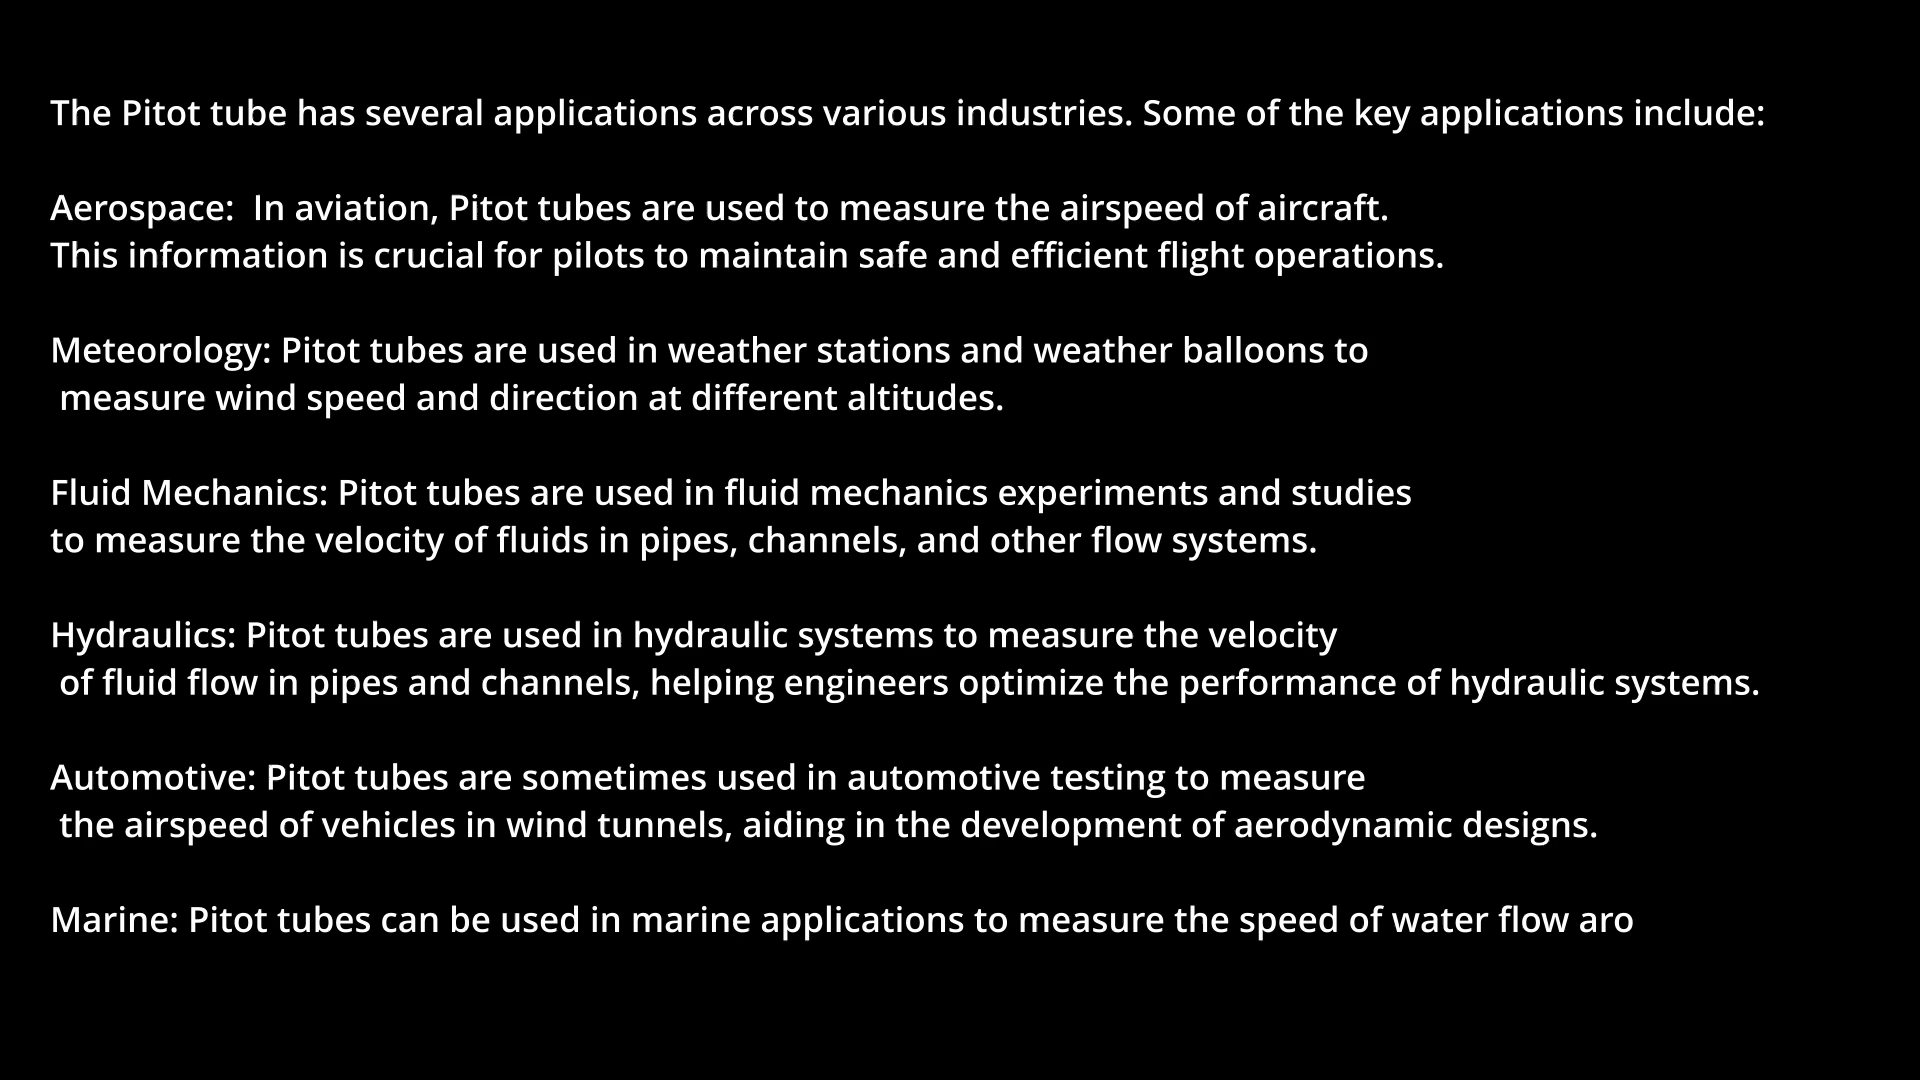 The Pitot tube has several applications across various industries. Some of the key applications include:
Aerospace:  In aviation, Pitot tubes are used to measure the airspeed of aircraft.
This information is crucial for pilots to maintain safe and efficient flight operations.
Meteorology: Pitot tubes are used in weather stations and weather balloons to
measure wind speed and direction at different altitudes.
Fluid Mechanics: Pitot tubes are used in fluid mechanics experiments and studies
to measure the velocity of fluids in pipes, channels, and other flow systems.
Hydraulics: Pitot tubes are used in hydraulic systems to measure the velocity
of fluid flow in pipes and channels, helping engineers optimize the performance of hydraulic systems.
Automotive: Pitot tubes are sometimes used in automotive testing to measure
the airspeed of vehicles in wind tunnels, aiding in the development of aerodynamic designs.
Marine: Pitot tubes can be used in marine applications to measure the speed of water flow aro